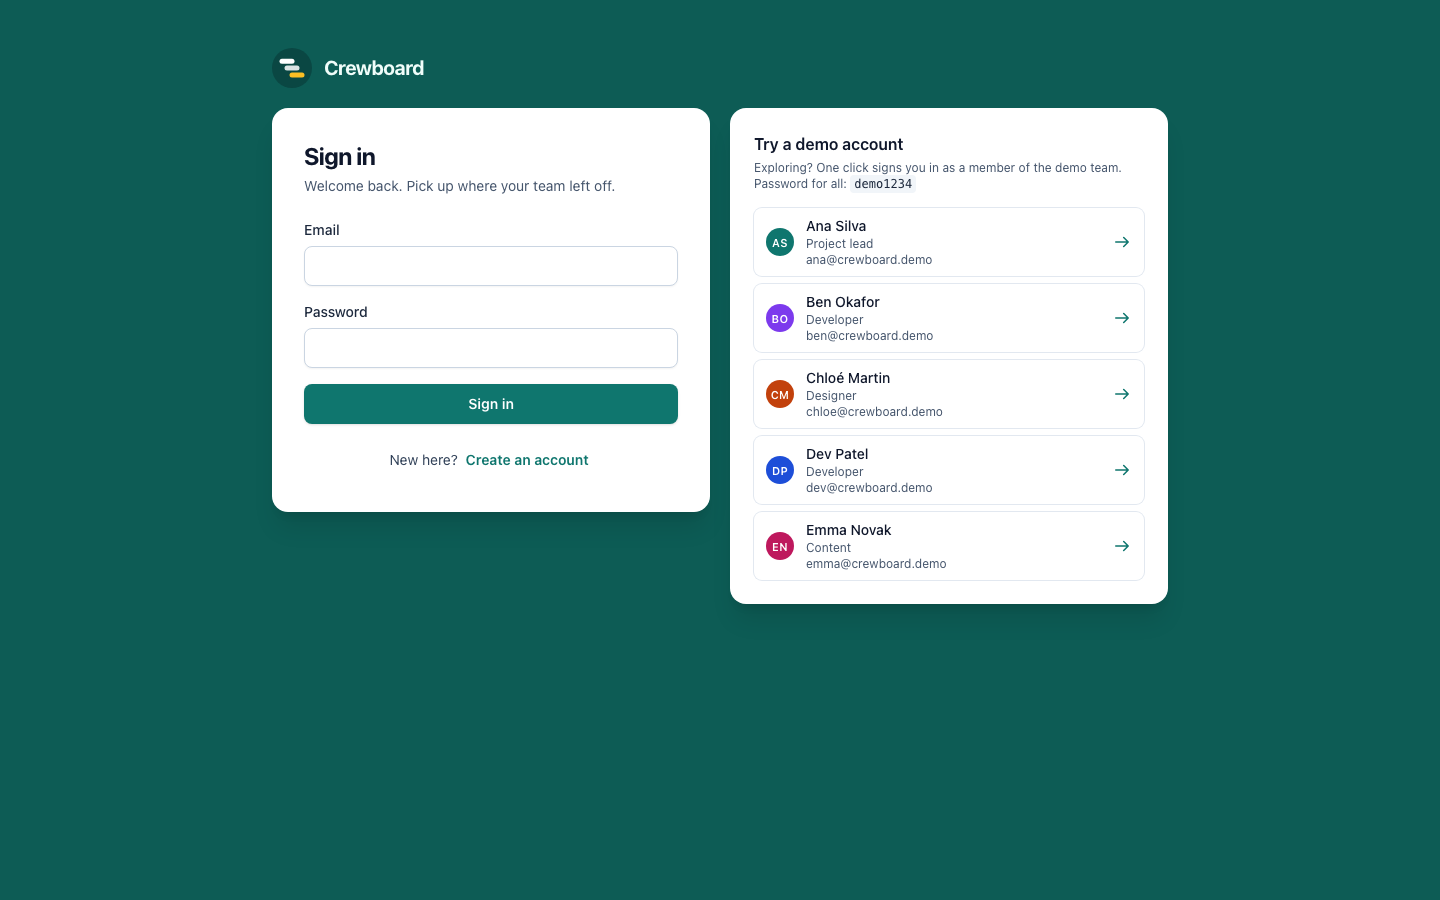 Crewboard
Sign in
Welcome back. Pick up where your team left off.
Email
Password
Sign in
New here? Create an account
Try a demo account
Exploring? One click signs you in as a member of the demo team.
Password for all: demo1234
AS
Ana Silva
Project lead
ana@crewboard.demo
BO
Ben Okafor
Developer
ben@crewboard.demo
CM
Chloé Martin
Designer
chloe@crewboard.demo
DP
Dev Patel
Developer
dev@crewboard.demo
EN
Emma Novak
Content
emma@crewboard.demo